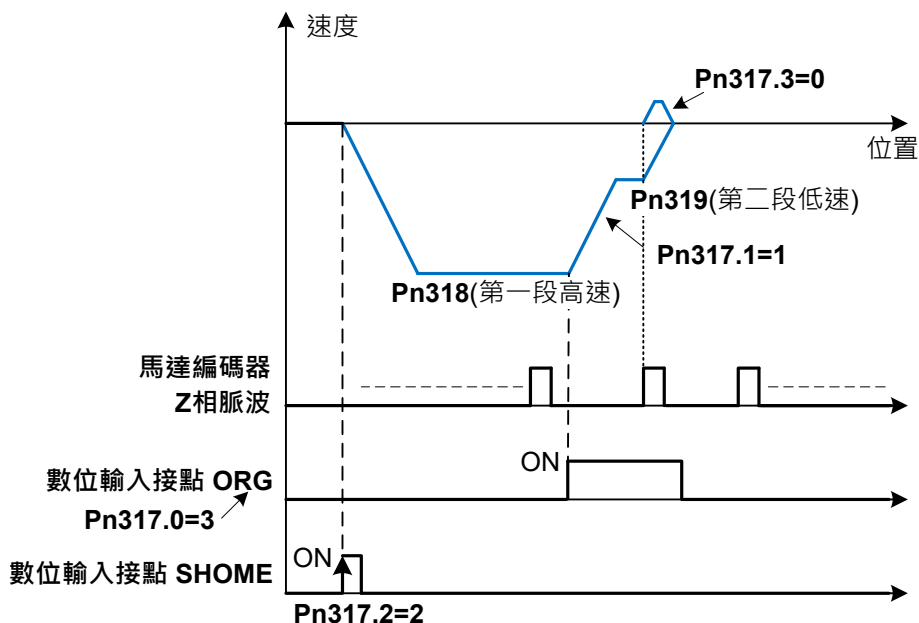 速度
Pn317.3=0
位置
Pn319(第二段低速)
Pn317.1=1
Pn318(第一段高速)
馬達編碼器
Z相脈波
ON
數位輸入接點 ORG
Pn317.0=3
ON
數位輸入接點 SHOME
Pn317.2=2